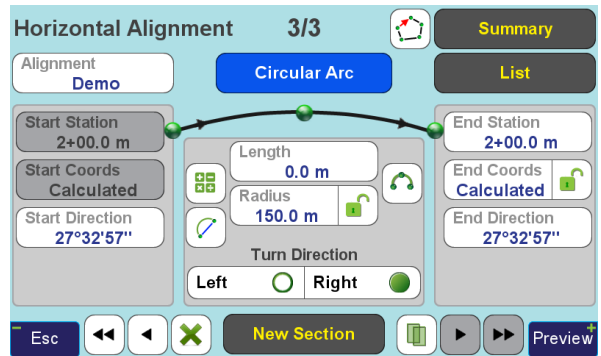 Horizontal Alignment 3/3 Summary
Alignment
Demo
Circular Arc
List
Start Station
2+00.0 m
Start Coords
Calculated
Start Direction
27°32'57"
Length
0.0 m
Radius
150.0 m
Turn Direction
Left Right
End Station
2+00.0 m
End Coords
Calculated
End Direction
27°32'57"
- Esc New Section Preview +